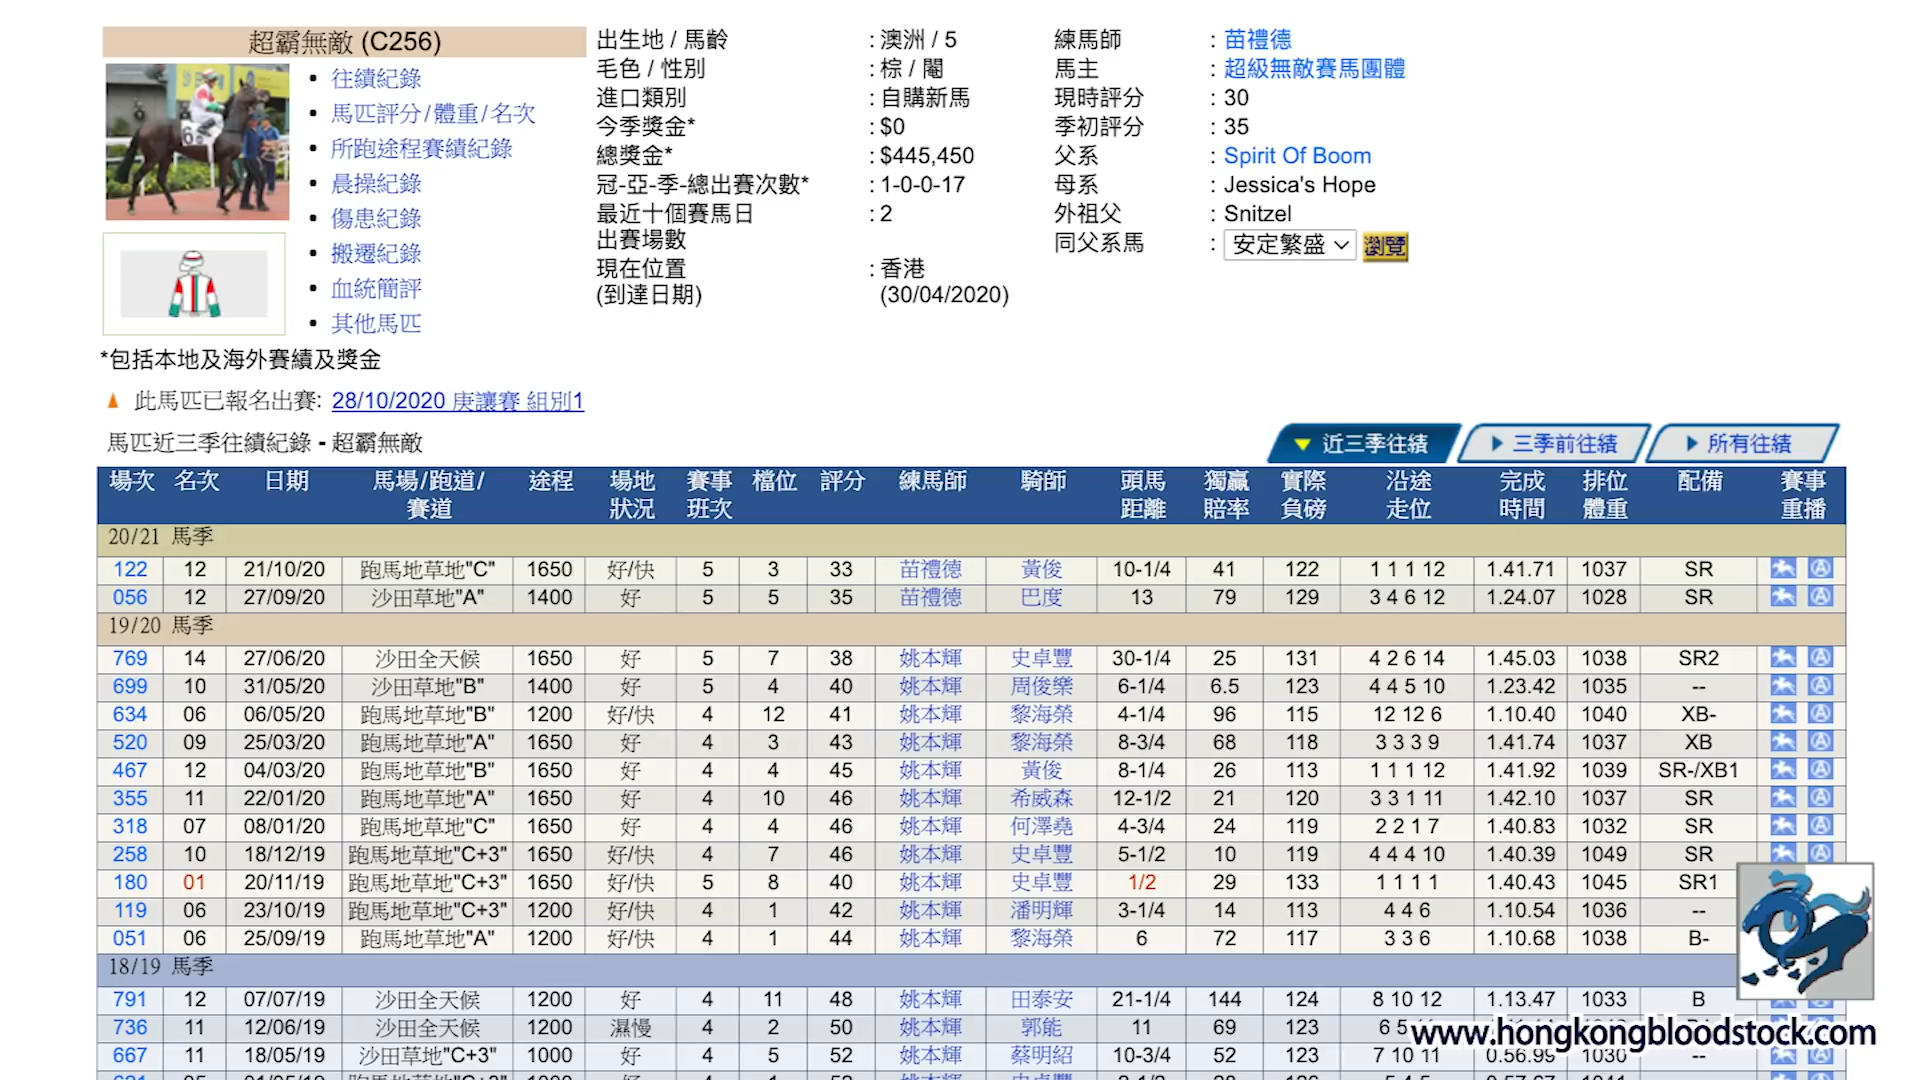 超霸無敵 (C256)
• 往績紀錄
• 馬匹評分/體重/名次
• 所跑途程賽績紀錄
• 晨操紀錄
• 傷患紀錄
• 搬遷紀錄
• 血統簡評
• 其他馬匹
出生地 / 馬齡 : 澳洲 / 5
毛色 / 性別 : 棕 / 閹
進口類別 : 自購新馬
今季獎金* : $0
總獎金* : $445,450
冠-亞-季-總出賽次數* : 1-0-0-17
最近十個賽馬日 : 2
出賽場數
現在位置 : 香港
(到達日期) (30/04/2020)
練馬師 : 苗禮德
馬主 : 超級無敵賽馬團體
現時評分 : 30
季初評分 : 35
父系 : Spirit Of Boom
母系 : Jessica's Hope
外祖父 : Snitzel
同父系馬 : 安定繁盛 瀏覽
*包括本地及海外賽績及獎金
此馬匹已報名出賽: 28/10/2020 庚讓賽 組別1
馬匹近三季往績紀錄 - 超霸無敵
近三季往績 三季前往績 所有往績
場次 名次 日期 馬場/跑道/賽道 途程 場地狀況 賽事班次 檔位 評分 練馬師 騎師 頭馬距離 獨贏賠率 實際負磅 沿途走位 完成時間 排位體重 配備 賽事重播
20/21 馬季
122 12 21/10/20 跑馬地草地"C" 1650 好/快 5 3 33 苗禮德 黃俊 10-1/4 41 122 1 1 1 12 1.41.71 1037 SR
056 12 27/09/20 沙田草地"A" 1400 好 5 5 35 苗禮德 巴度 13 79 129 3 4 6 12 1.24.07 1028 SR
19/20 馬季
769 14 27/06/20 沙田全天候 1650 好 5 7 38 姚本輝 史卓豐 30-1/4 25 131 4 2 6 14 1.45.03 1038 SR2
699 10 31/05/20 沙田草地"B" 1400 好 5 4 40 姚本輝 周俊樂 6-1/4 6.5 123 4 4 5 10 1.23.42 1035 --
634 06 06/05/20 跑馬地草地"B" 1200 好/快 4 12 41 姚本輝 黎海榮 4-1/4 96 115 12 12 6 1.10.40 1040 XB-
520 09 25/03/20 跑馬地草地"A" 1650 好 4 3 43 姚本輝 黎海榮 8-3/4 68 118 3 3 3 9 1.41.74 1037 XB
467 12 04/03/20 跑馬地草地"B" 1650 好 4 4 45 姚本輝 黃俊 8-1/4 26 113 1 1 1 12 1.41.92 1039 SR-/XB1
355 11 22/01/20 跑馬地草地"A" 1650 好 4 10 46 姚本輝 希威森 12-1/2 21 120 3 3 1 11 1.42.10 1037 SR
318 07 08/01/20 跑馬地草地"C" 1650 好 4 4 46 姚本輝 何澤堯 4-3/4 24 119 2 2 1 7 1.40.83 1032 SR
258 10 18/12/19 跑馬地草地"C+3" 1650 好/快 4 7 46 姚本輝 史卓豐 5-1/2 10 119 4 4 4 10 1.40.39 1049 SR
180 01 20/11/19 跑馬地草地"C+3" 1650 好/快 5 8 40 姚本輝 史卓豐 1/2 29 133 1 1 1 1 1.40.43 1045 SR1
119 06 23/10/19 跑馬地草地"C+3" 1200 好/快 4 1 42 姚本輝 潘明輝 3-1/4 14 113 4 4 6 1.10.54 1036 --
051 06 25/09/19 跑馬地草地"A" 1200 好/快 4 1 44 姚本輝 黎海榮 6 72 117 3 3 6 1.10.68 1038 B-
18/19 馬季
791 12 07/07/19 沙田全天候 1200 好 4 11 48 姚本輝 田泰安 21-1/4 144 124 8 10 12 1.13.47 1033 B
736 11 12/06/19 沙田全天候 1200 濕慢 4 2 50 姚本輝 郭能 11 69 123 6 5
667 11 18/05/19 沙田草地"C+3" 1000 好 4 5 52 姚本輝 蔡明紹 10-3/4 52 123 7 10 11 0.56.99 1030 --
www.hongkongbloodstock.com